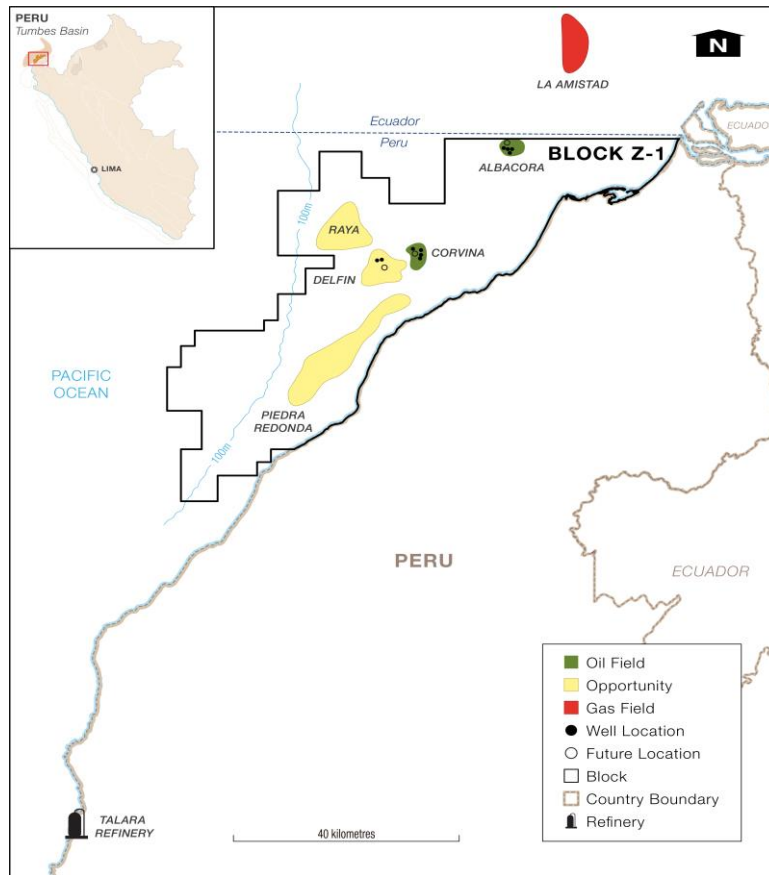 PERU
Tumbes Basin
LIMA
N
LA AMISTAD
ECUADOR
Ecuador
Peru
BLOCK Z-1
ALBACORA
100m
RAYA
CORVINA
DELFIN
PACIFIC
OCEAN
PIEDRA
REDONDA
100m
PERU
ECUADOR
Oil Field
Opportunity
Gas Field
Well Location
Future Location
Block
Country Boundary
Refinery
TALARA
REFINERY
40 kilometres